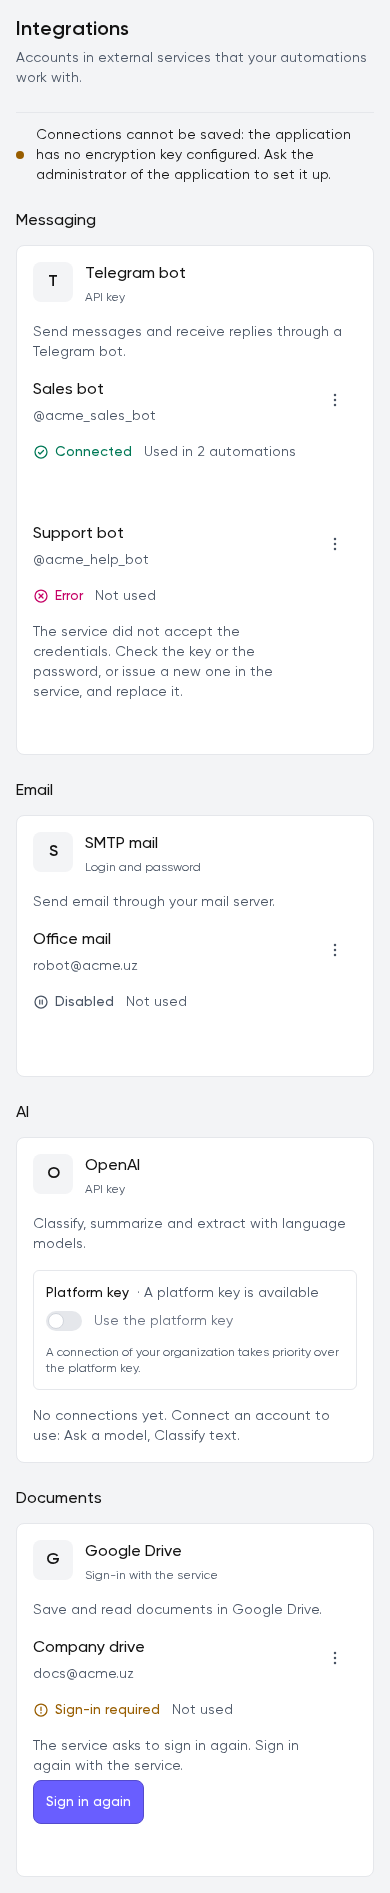 Integrations
Accounts in external services that your automations
work with.
Connections cannot be saved: the application
has no encryption key configured. Ask the
administrator of the application to set it up.
Messaging
T
Telegram bot
API key
Send messages and receive replies through a
Telegram bot.
Sales bot
@acme_sales_bot
Connected Used in 2 automations
Support bot
@acme_help_bot
Error Not used
The service did not accept the
credentials. Check the key or the
password, or issue a new one in the
service, and replace it.
Email
S
SMTP mail
Login and password
Send email through your mail server.
Office mail
robot@acme.uz
Disabled Not used
AI
O
OpenAI
API key
Classify, summarize and extract with language
models.
Platform key · A platform key is available
Use the platform key
A connection of your organization takes priority over
the platform key.
No connections yet. Connect an account to
use: Ask a model, Classify text.
Documents
G
Google Drive
Sign-in with the service
Save and read documents in Google Drive.
Company drive
docs@acme.uz
Sign-in required Not used
The service asks to sign in again. Sign in
again with the service.
Sign in again